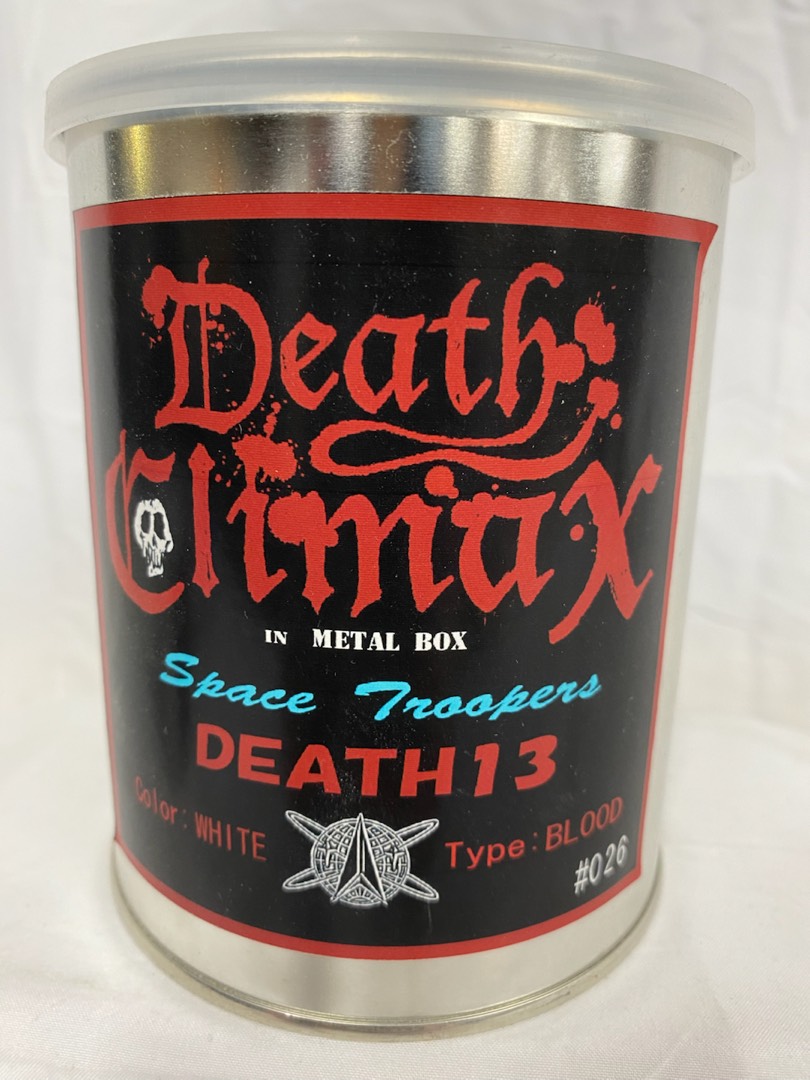 Death
Climax
IN METAL BOX
Space Troopers
DEATH13
Color:WHITE
Type:BLOOD
#026